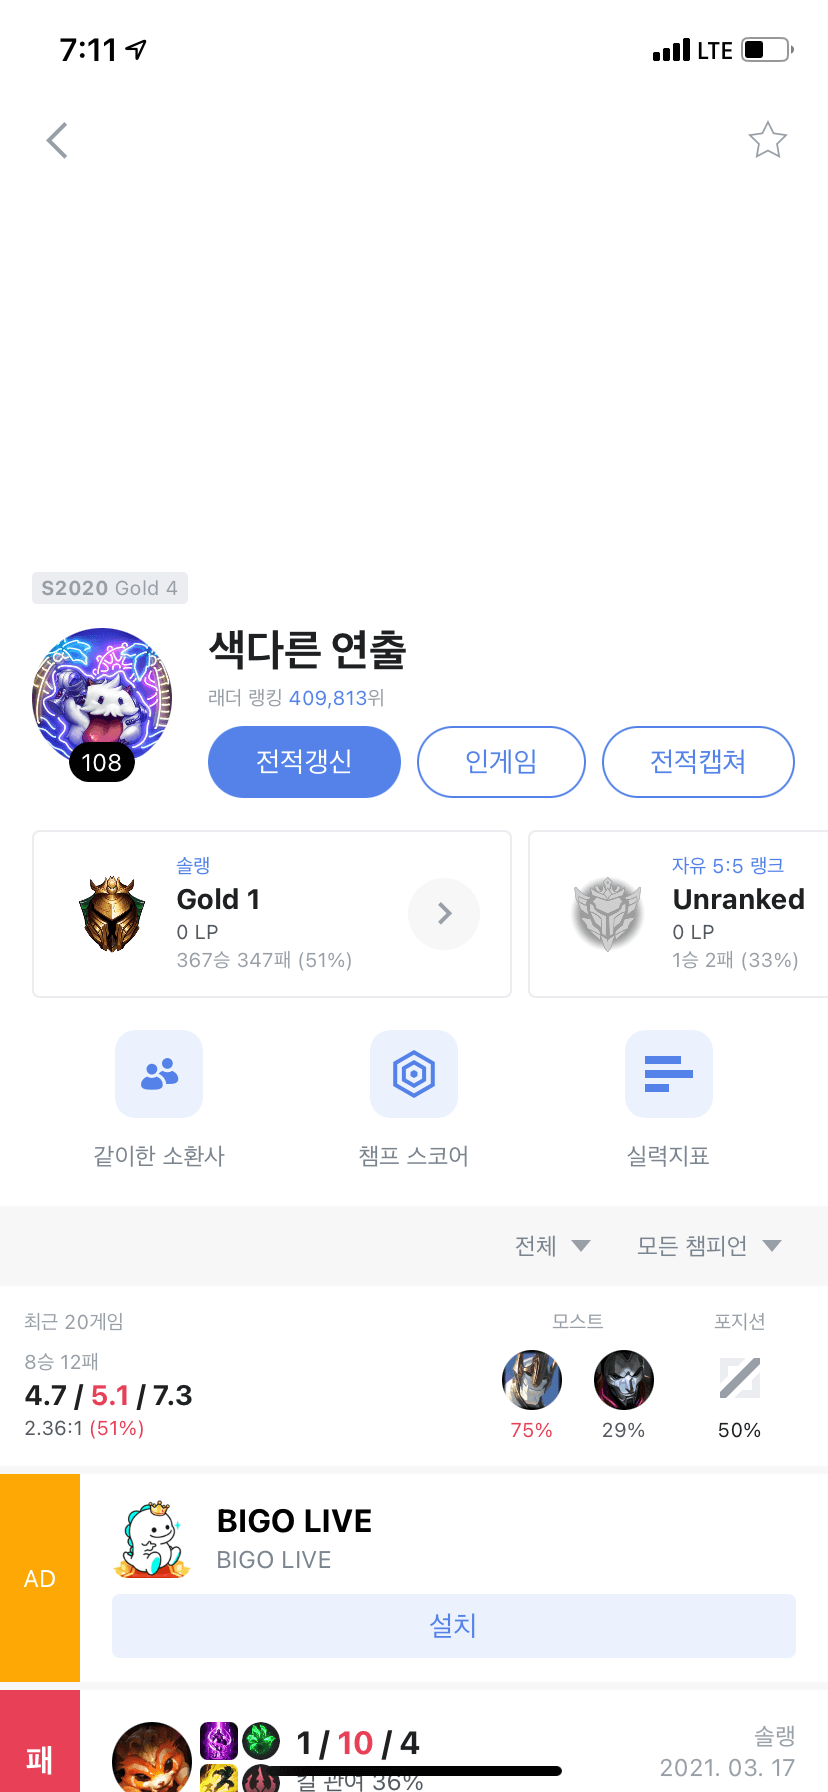 7:11
LTE
S2020 Gold 4
색다른 연출
래더 랭킹 409,813위
108
전적갱신
인게임
전적캡쳐
솔랭
Gold 1
0 LP
367승 347패 (51%)
자유 5:5 랭크
Unranked
0 LP
1승 2패 (33%)
같이한 소환사
챔프 스코어
실력지표
전체
모든 챔피언
최근 20게임
모스트
포지션
8승 12패
4.7 / 5.1 / 7.3
2.36:1 (51%)
75%
29%
50%
AD
BIGO LIVE
BIGO LIVE
설치
패
1 / 10 / 4
킬 관여 36%
솔랭
2021. 03. 17